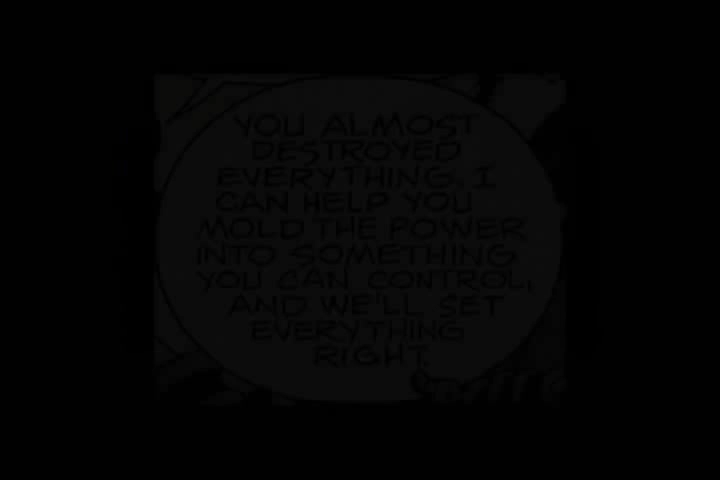 YOU ALMOST
DESTROYED
EVERYTHING. I
CAN HELP YOU
MOLD THE POWER
INTO SOMETHING
YOU CAN CONTROL,
AND WE'LL SET
EVERYTHING
RIGHT.